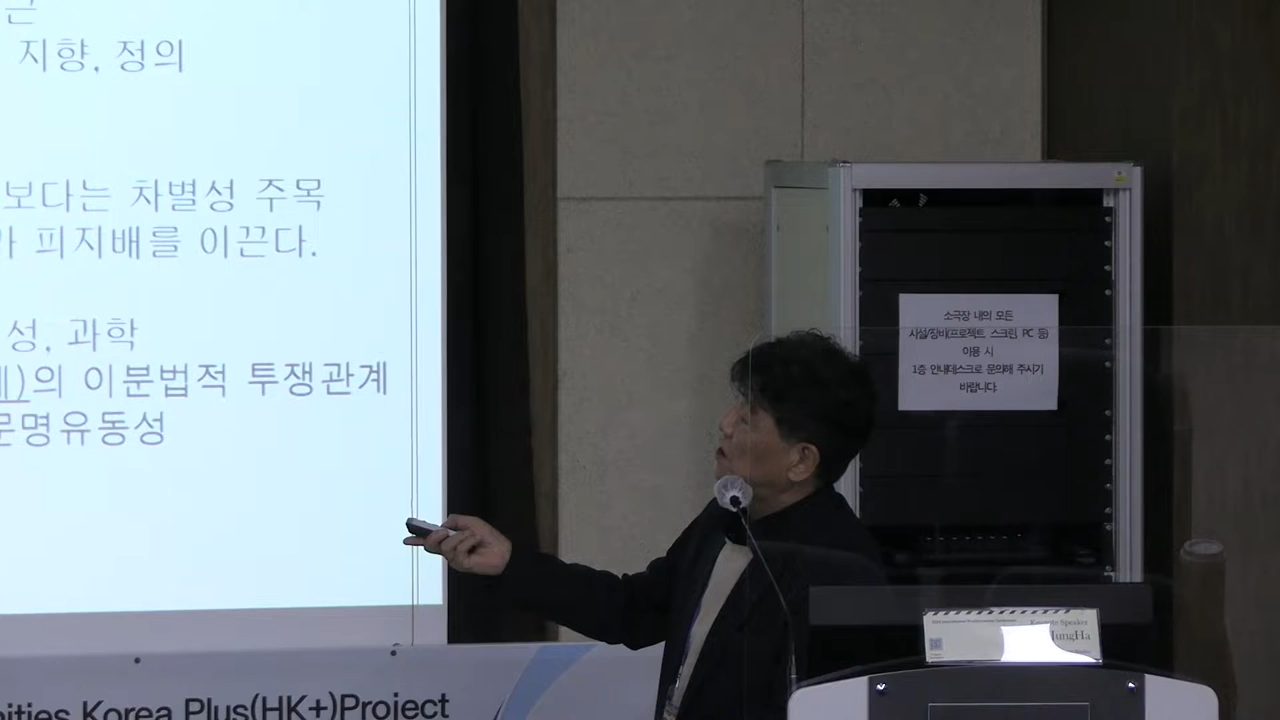 지향, 정의
보다는 차별성 주목
피지배를 이끈다.
성, 과학
의 이분법적 투쟁관계
문명유동성
소극장 내의 모든
시설/장비(프로젝트, 스크린, PC 등)
이용 시
1층 안내데스크로 문의해 주시기
바랍니다.
Keynote Speaker
JungHa
Korea Plus(HK+)Project